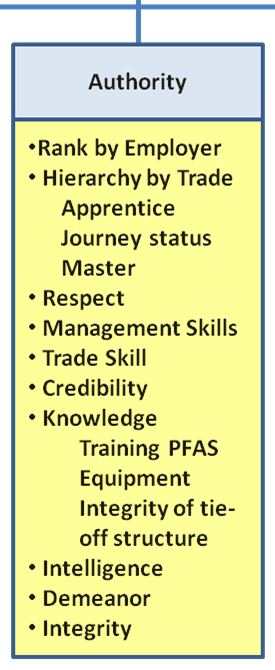 Authority
•Rank by Employer
• Hierarchy by Trade
Apprentice
Journey status
Master
• Respect
• Management Skills
• Trade Skill
• Credibility
• Knowledge
Training PFAS
Equipment
Integrity of tie-
off structure
• Intelligence
• Demeanor
• Integrity